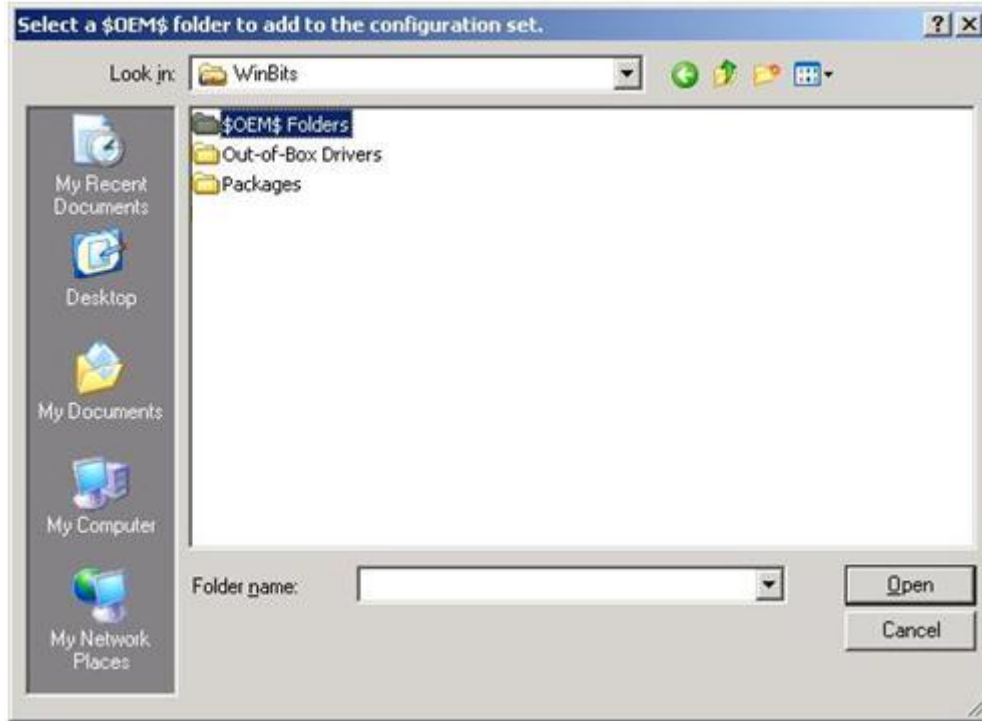 Select a $OEM$ folder to add to the configuration set.
Look in:
WinBits
$OEM$ Folders
Out-of-Box Drivers
Packages
My Recent
Documents
Desktop
My Documents
My Computer
My Network
Places
Folder name:
Open
Cancel